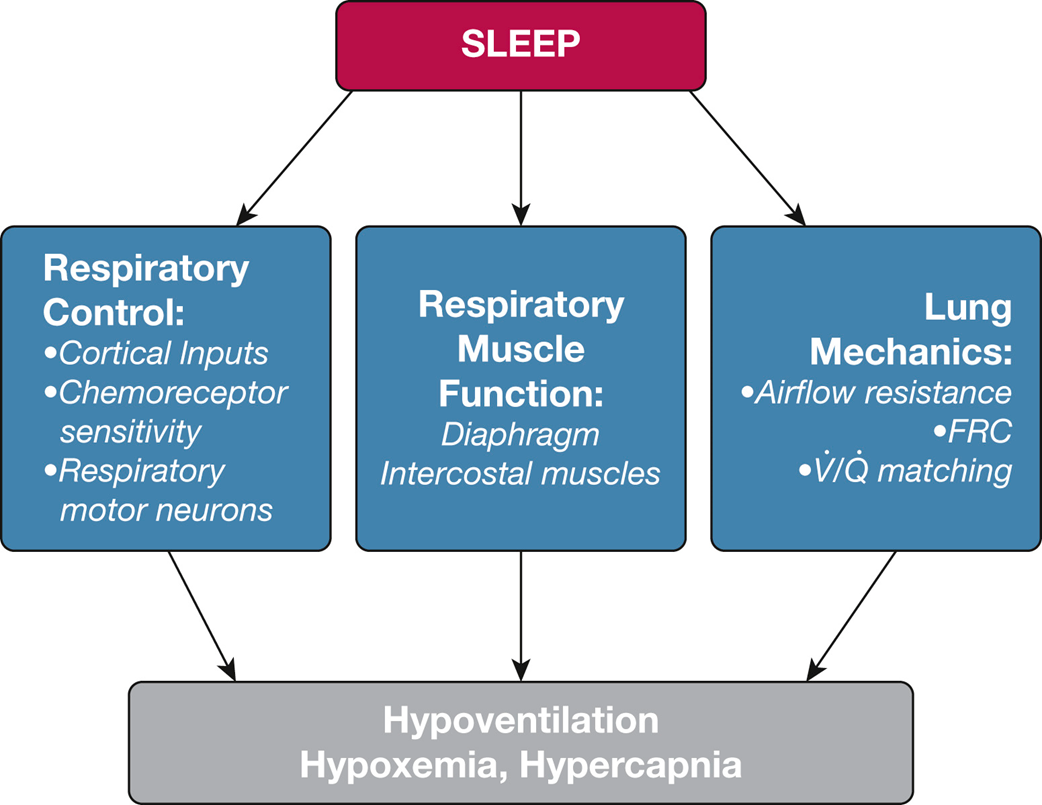 SLEEP
Respiratory
Control:
•Cortical Inputs
•Chemoreceptor
sensitivity
•Respiratory
motor neurons
Respiratory
Muscle
Function:
Diaphragm
Intercostal muscles
Lung
Mechanics:
•Airflow resistance
•FRC
•V̇/Q̇ matching
Hypoventilation
Hypoxemia, Hypercapnia